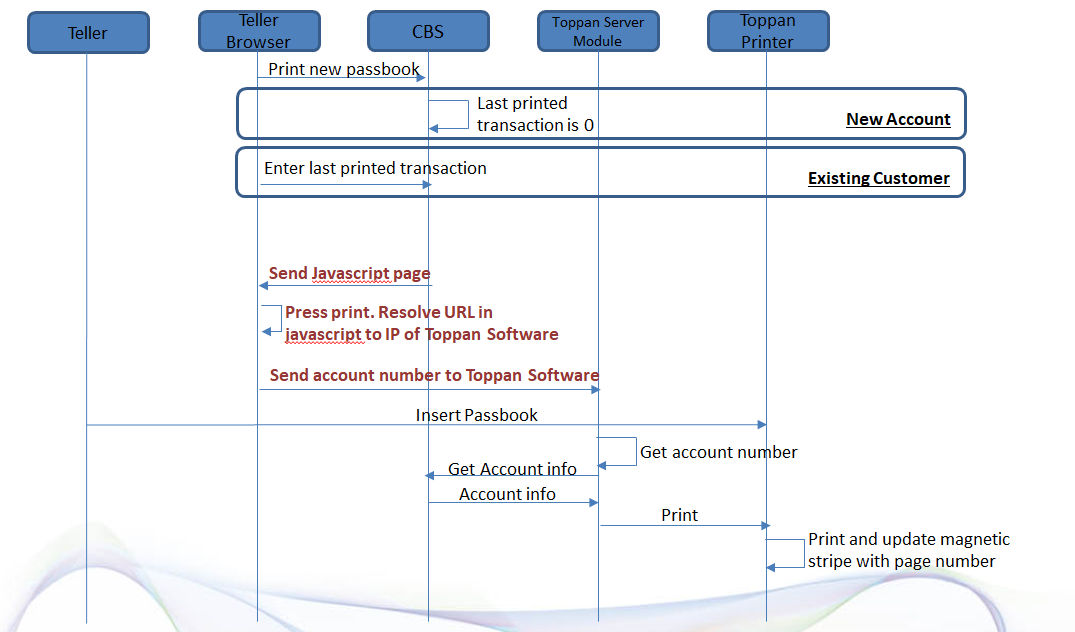 Teller
Teller
Browser
CBS
Toppan Server
Module
Toppan
Printer
Print new passbook
Last printed
transaction is 0
New Account
Enter last printed transaction
Existing Customer
Send Javascript page
Press print. Resolve URL in
javascript to IP of Toppan Software
Send account number to Toppan Software
Insert Passbook
Get account number
Get Account info
Account info
Print
Print and update magnetic
stripe with page number